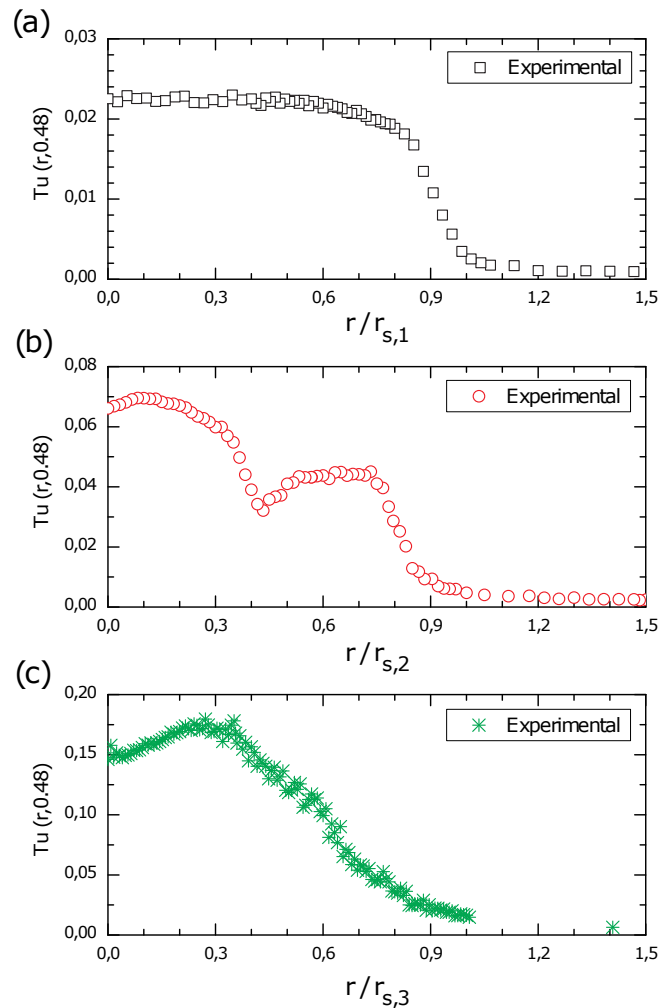 (a)
0,03
0,02
0,01
0,00
Tu (r,0.48)
Experimental
0,0 0,3 0,6 0,9 1,2 1,5
r / rs,1
(b)
0,08
0,06
0,04
0,02
0,00
Tu (r,0.48)
Experimental
0,0 0,3 0,6 0,9 1,2 1,5
r / rs,2
(c)
0,20
0,15
0,10
0,05
0,00
Tu (r,0.48)
Experimental
0,0 0,3 0,6 0,9 1,2 1,5
r / rs,3